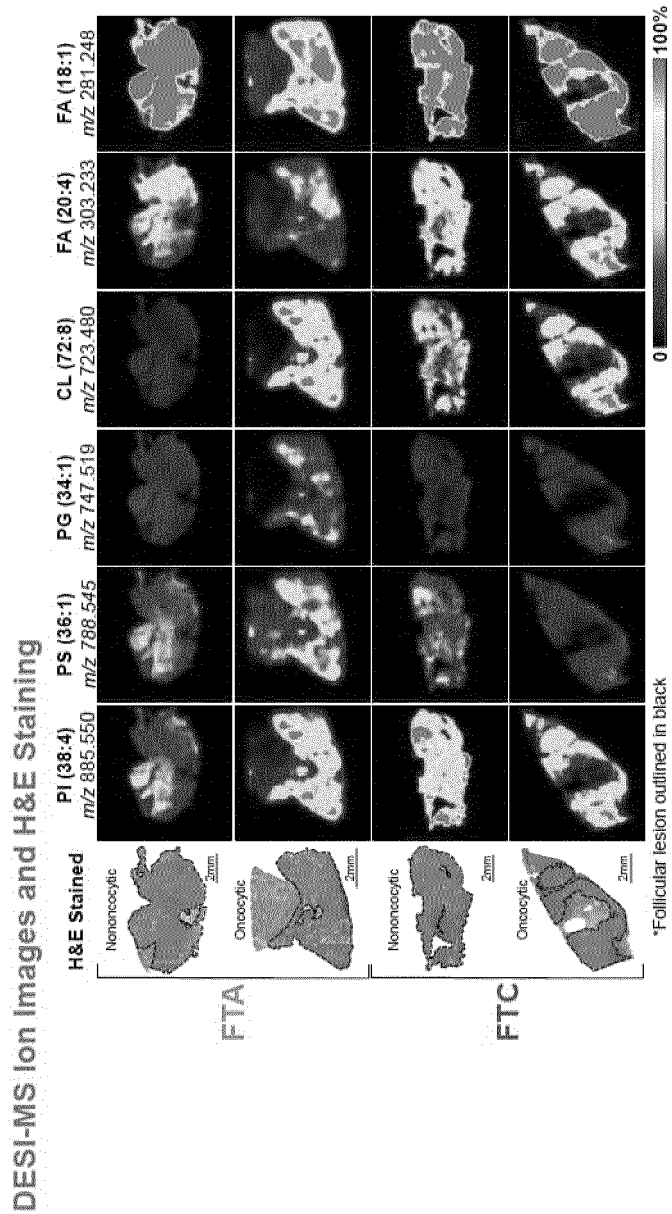 DESI-MS Ion Images and H&E Staining
H&E Stained
PI (38:4)
m/z 885.550
PS (36:1)
m/z 788.545
PG (34:1)
m/z 747.519
CL (72:8)
m/z 723.480
FA (20:4)
m/z 303.233
FA (18:1)
m/z 281.248
FTA
Nononcocytic
2mm
Oncocytic
2mm
FTC
Nononcocytic
2mm
Oncocytic
2mm
*Follicular lesion outlined in black
0
100%